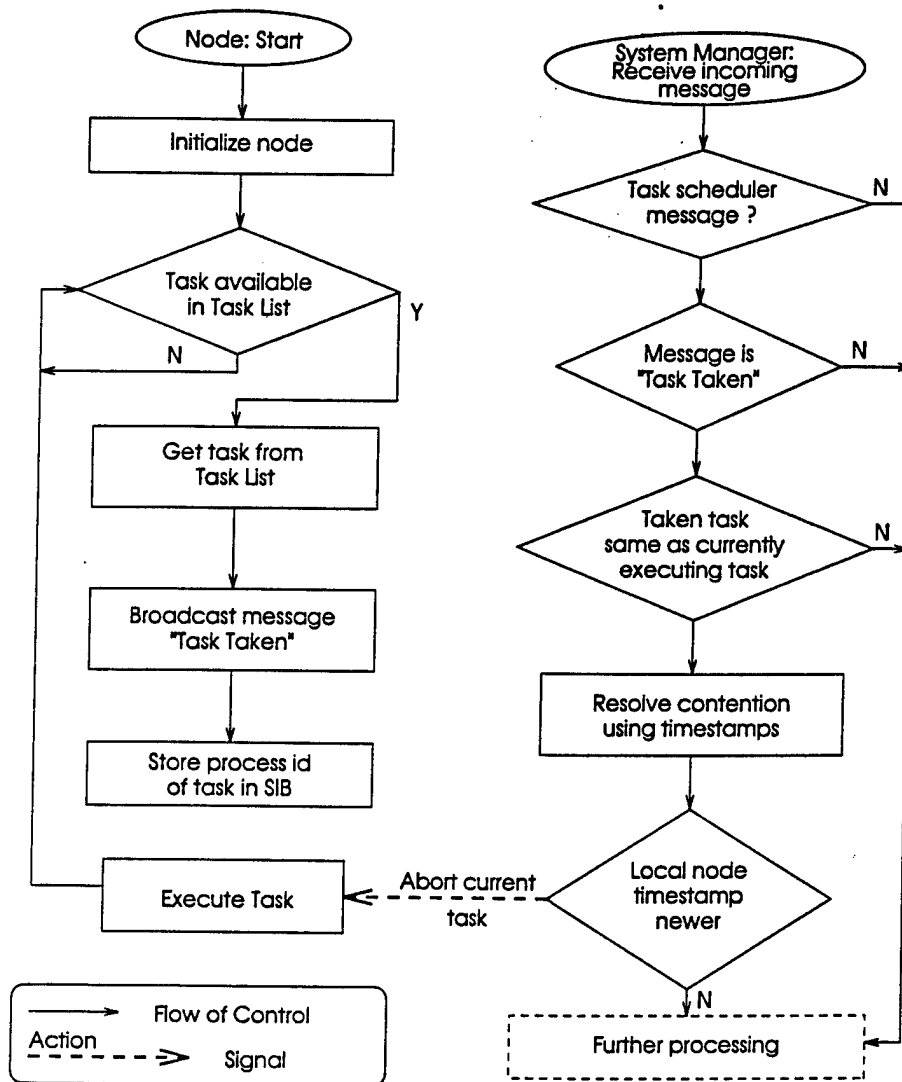 Node: Start
Initialize node
Task available
in Task List
Y
N
Get task from
Task List
Broadcast message
"Task Taken"
Store process id
of task in SIB
Execute Task
Abort current
task
System Manager:
Receive incoming
message
Task scheduler
message ?
N
Message is
"Task Taken"
N
Taken task
same as currently
executing task
N
Resolve contention
using timestamps
Local node
timestamp
newer
N
Further processing
Flow of Control
Action
Signal